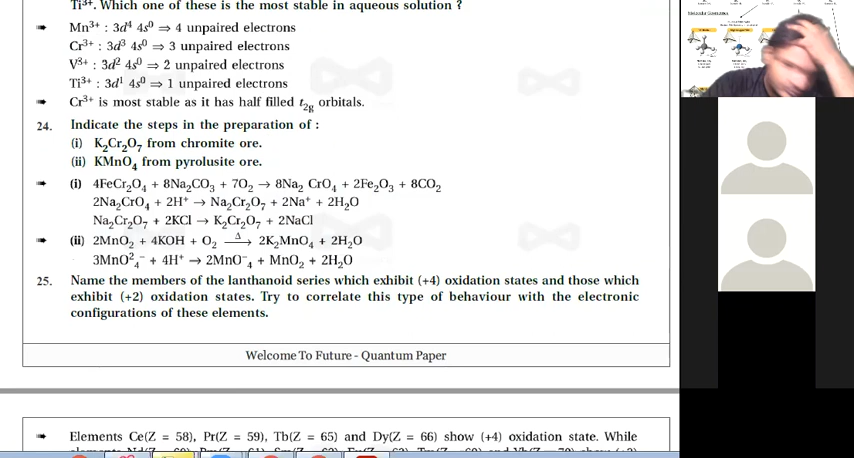 Ti³⁺. Which one of these is the most stable in aqueous solution ?
Mn³⁺ : 3d⁴ 4s⁰ ⇒ 4 unpaired electrons
Cr³⁺ : 3d³ 4s⁰ ⇒ 3 unpaired electrons
V³⁺ : 3d² 4s⁰ ⇒ 2 unpaired electrons
Ti³⁺ : 3d¹ 4s⁰ ⇒ 1 unpaired electrons
Cr³⁺ is most stable as it has half filled t₂g orbitals.
24. Indicate the steps in the preparation of :
(i) K₂Cr₂O₇ from chromite ore.
(ii) KMnO₄ from pyrolusite ore.
(i) 4FeCr₂O₄ + 8Na₂CO₃ + 7O₂ → 8Na₂ CrO₄ + 2Fe₂O₃ + 8CO₂
2Na₂CrO₄ + 2H⁺ → Na₂Cr₂O₇ + 2Na⁺ + 2H₂O
Na₂Cr₂O₇ + 2KCl → K₂Cr₂O₇ + 2NaCl
(ii) 2MnO₂ + 4KOH + O₂ —Δ→ 2K₂MnO₄ + 2H₂O
3MnO²₄⁻ + 4H⁺ → 2MnO⁻₄ + MnO₂ + 2H₂O
25. Name the members of the lanthanoid series which exhibit (+4) oxidation states and those which
exhibit (+2) oxidation states. Try to correlate this type of behaviour with the electronic
configurations of these elements.
Welcome To Future - Quantum Paper
Elements Ce(Z = 58), Pr(Z = 59), Tb(Z = 65) and Dy(Z = 66) show (+4) oxidation state. While